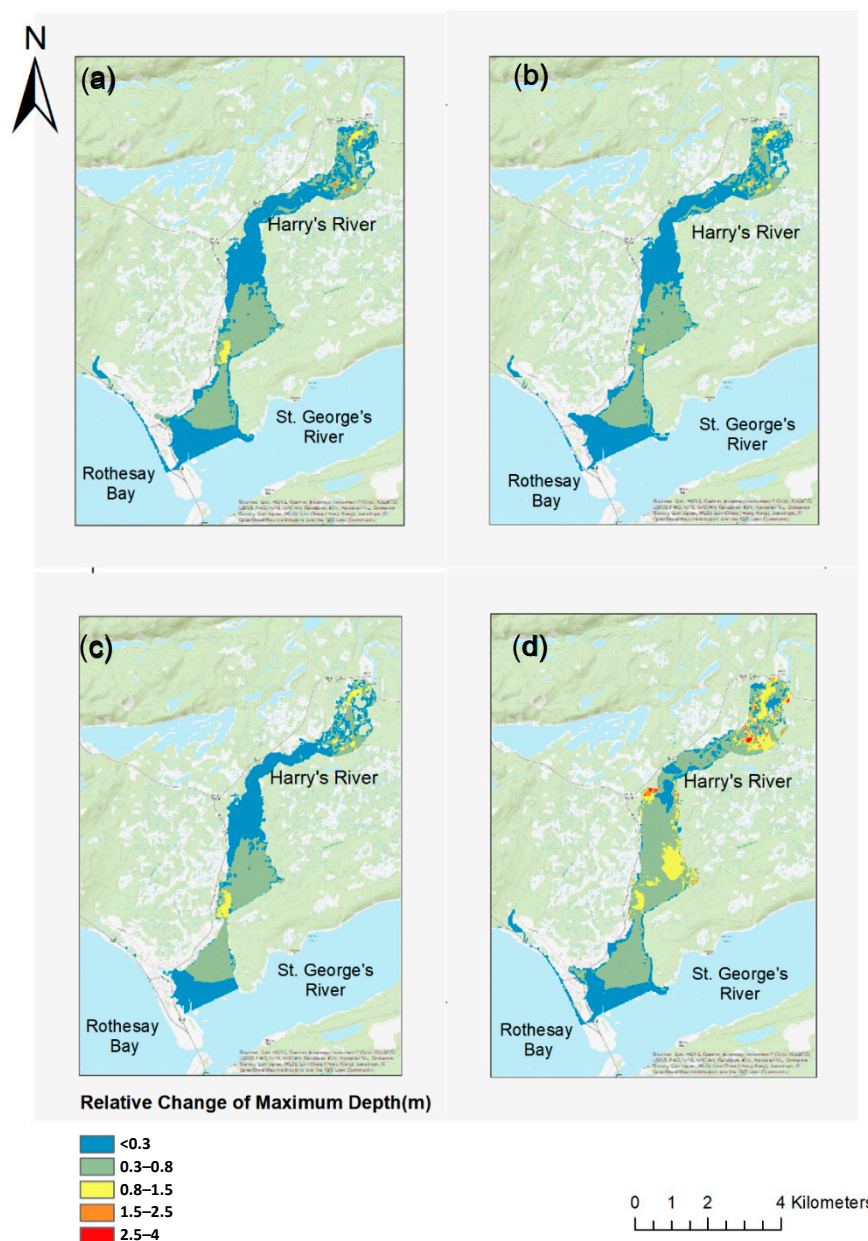 N
(a)
Harry's River
St. George's
River
Rothesay
Bay
(b)
Harry's River
St. George's
River
Rothesay
Bay
(c)
Harry's River
St. George's
River
Rothesay
Bay
(d)
Harry's River
St. George's
River
Rothesay
Bay
Relative Change of Maximum Depth(m)
<0.3
0.3–0.8
0.8–1.5
1.5–2.5
2.5–4
0 1 2 4 Kilometers